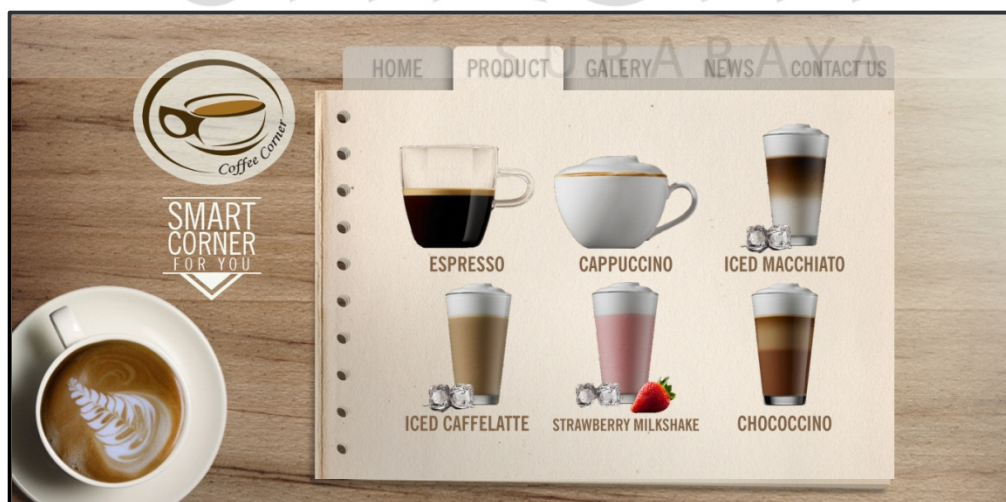 SURABAYA
HOME PRODUCT GALERY NEWS CONTACT US
Coffee Corner
SMART
CORNER
FOR YOU
ESPRESSO CAPPUCCINO ICED MACCHIATO
ICED CAFFELATTE STRAWBERRY MILKSHAKE CHOCOCCINO